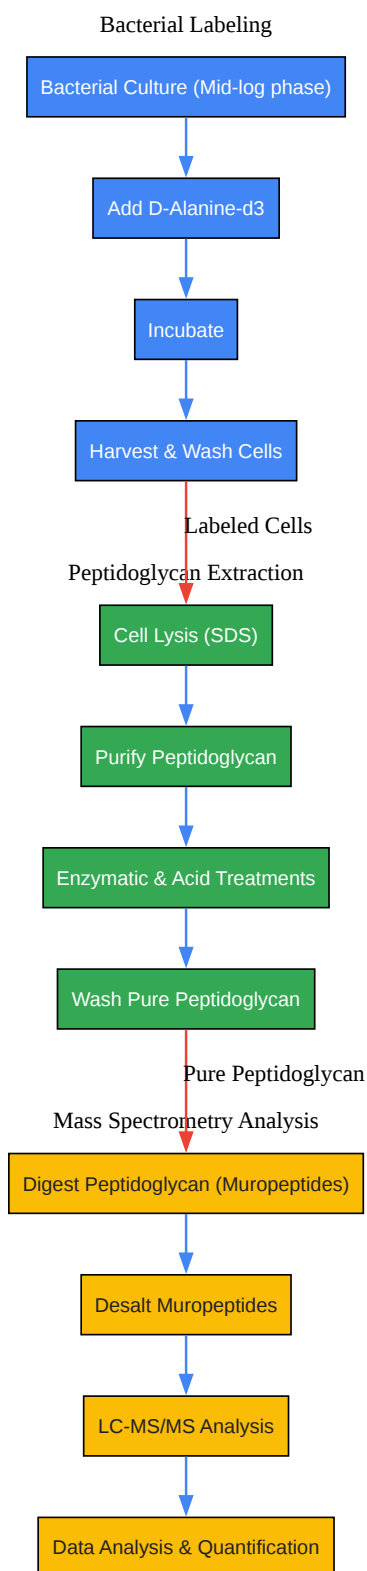 Bacterial Labeling
Bacterial Culture (Mid-log phase)
Add D-Alanine-d3
Incubate
Harvest & Wash Cells
Labeled Cells
Peptidoglycan Extraction
Cell Lysis (SDS)
Purify Peptidoglycan
Enzymatic & Acid Treatments
Wash Pure Peptidoglycan
Pure Peptidoglycan
Mass Spectrometry Analysis
Digest Peptidoglycan (Muropeptides)
Desalt Muropeptides
LC-MS/MS Analysis
Data Analysis & Quantification